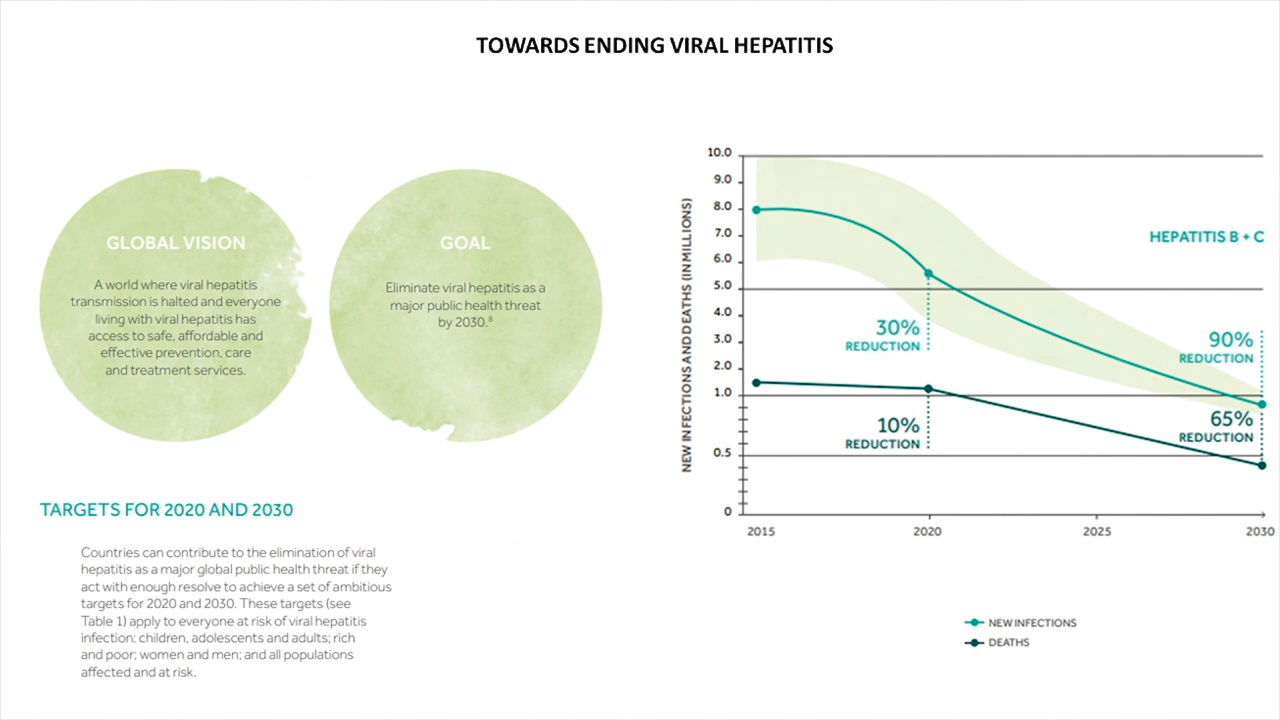 TOWARDS ENDING VIRAL HEPATITIS
GLOBAL VISION
A world where viral hepatitis
transmission is halted and everyone
living with viral hepatitis has
access to safe, affordable and
effective prevention, care
and treatment services.
GOAL
Eliminate viral hepatitis as a
major public health threat
by 2030.⁸
TARGETS FOR 2020 AND 2030
Countries can contribute to the elimination of viral
hepatitis as a major global public health threat if they
act with enough resolve to achieve a set of ambitious
targets for 2020 and 2030. These targets (see
Table 1) apply to everyone at risk of viral hepatitis
infection: children, adolescents and adults; rich
and poor; women and men; and all populations
affected and at risk.
NEW INFECTIONS AND DEATHS (IN MILLIONS)
10.0
9.0
8.0
7.0
6.0
5.0
4.0
3.0
2.0
1.0
0.5
0
HEPATITIS B + C
30%
REDUCTION
90%
REDUCTION
10%
REDUCTION
65%
REDUCTION
2015
2020
2025
2030
NEW INFECTIONS
DEATHS